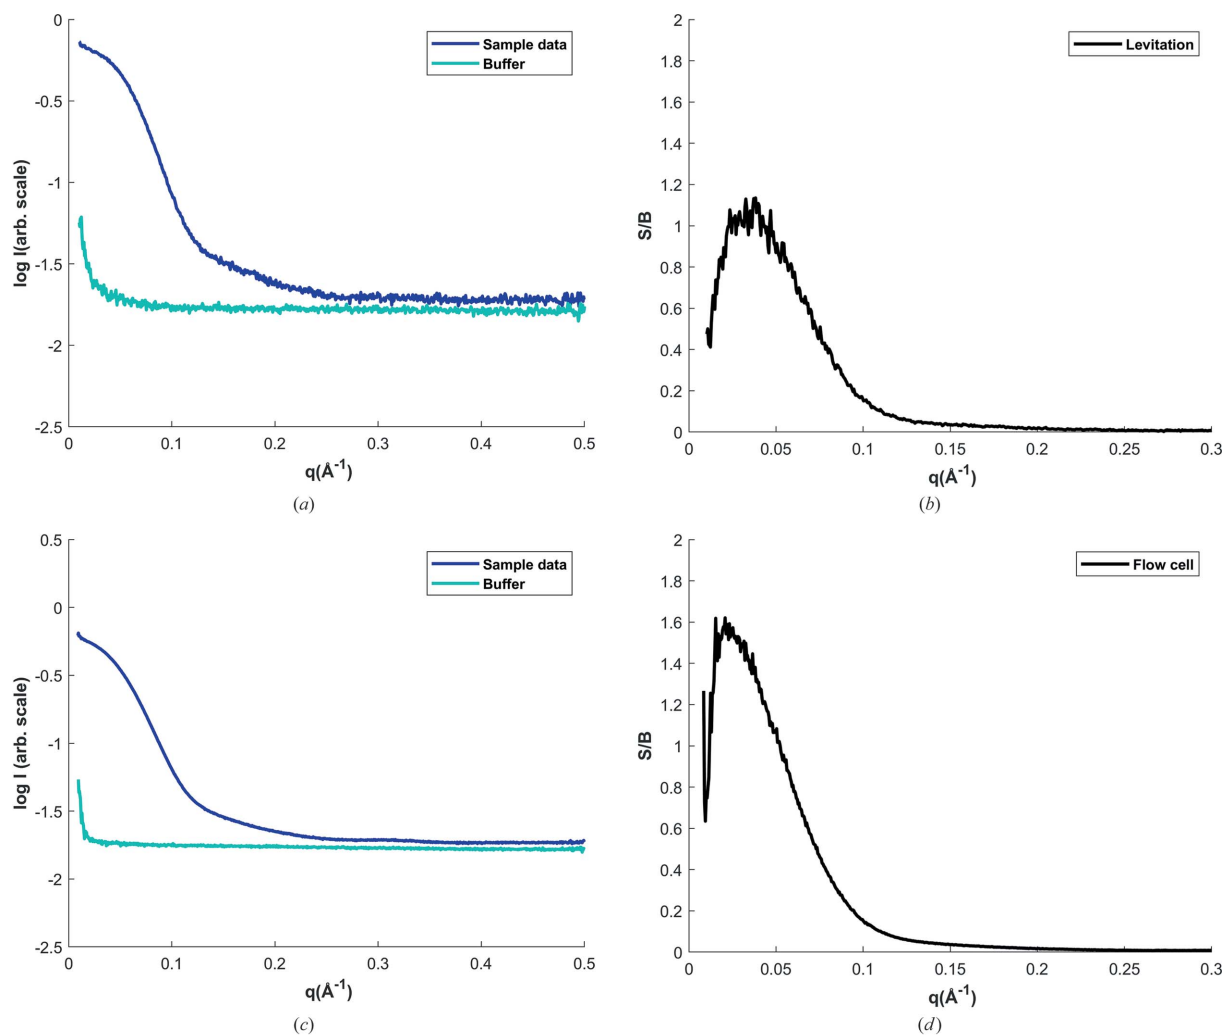 0
-0.5
-1
-1.5
-2
-2.5
log I(arb. scale)
Sample data
Buffer
0 0.1 0.2 0.3 0.4 0.5
q(Å-1)
(a)
2
1.8
1.6
1.4
1.2
1
0.8
0.6
0.4
0.2
0
S/B
Levitation
0 0.05 0.1 0.15 0.2 0.25 0.3
q(Å-1)
(b)
0.5
0
-0.5
-1
-1.5
-2
-2.5
log I (arb. scale)
Sample data
Buffer
0 0.1 0.2 0.3 0.4 0.5
q(Å-1)
(c)
2
1.8
1.6
1.4
1.2
1
0.8
0.6
0.4
0.2
0
S/B
Flow cell
0 0.05 0.1 0.15 0.2 0.25 0.3
q(Å-1)
(d)